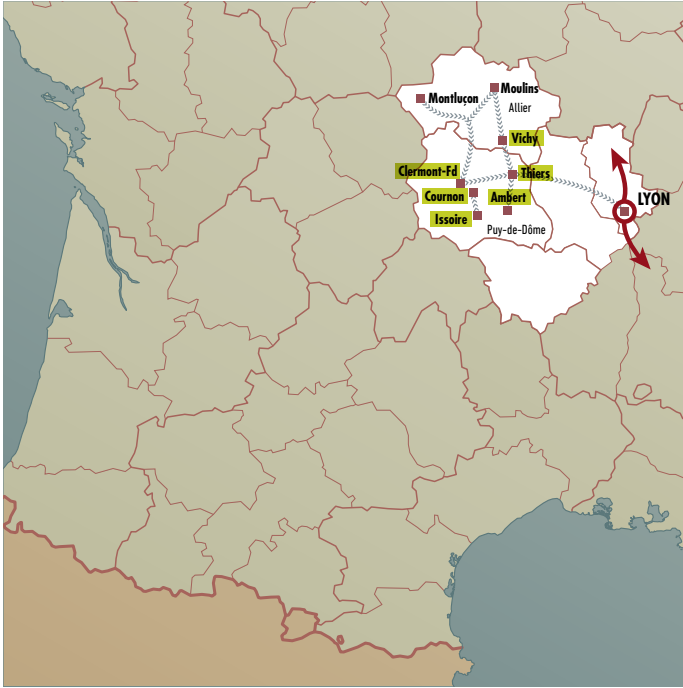 Moulins
Montluçon
Allier
Vichy
Clermont-Fd
Thiers
Cournon
Ambert
LYON
Issoire
Puy-de-Dôme